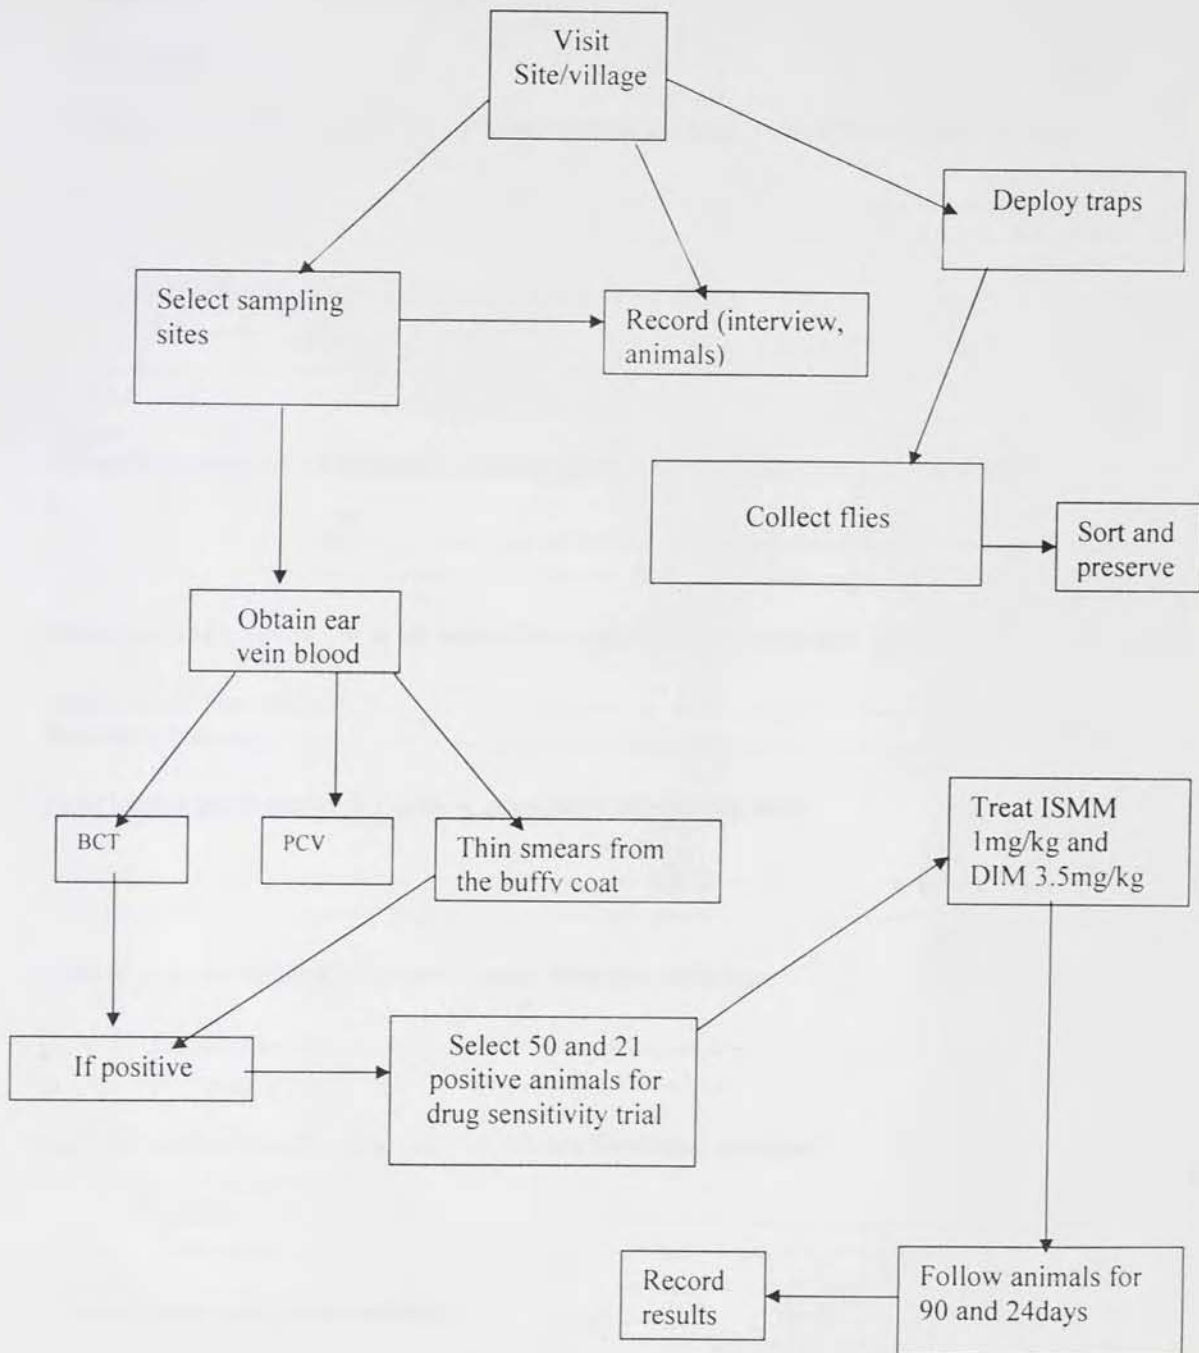 Visit
Site/village
Deploy traps
Select sampling
sites
Record (interview,
animals)
Collect flies
Sort and
preserve
Obtain ear
vein blood
BCT
PCV
Thin smears from
the buffy coat
Treat ISMM
1mg/kg and
DIM 3.5mg/kg
If positive
Select 50 and 21
positive animals for
drug sensitivity trial
Record
results
Follow animals for
90 and 24days